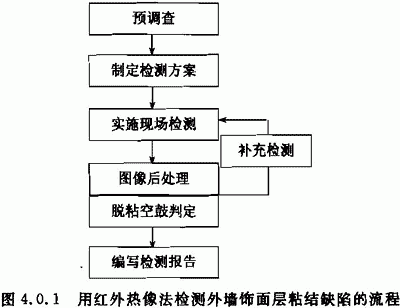 预调查
制定检测方案
实施现场检测
补充检测
图像后处理
脱粘空鼓判定
编写检测报告
图 4.0.1 用红外热像法检测外墙饰面层粘结缺陷的流程